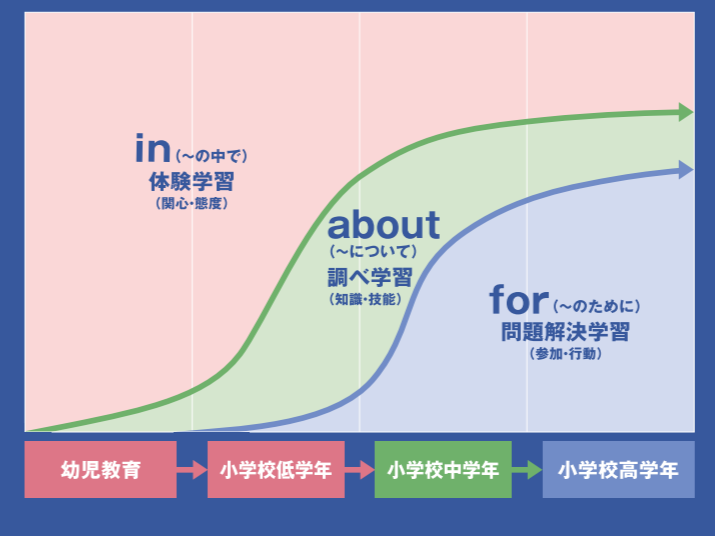 in(～の中で)
体験学習
(関心・態度)
about
(～について)
調べ学習
(知識・技能)
for(～のために)
問題解決学習
(参加・行動)
幼児教育
小学校低学年
小学校中学年
小学校高学年